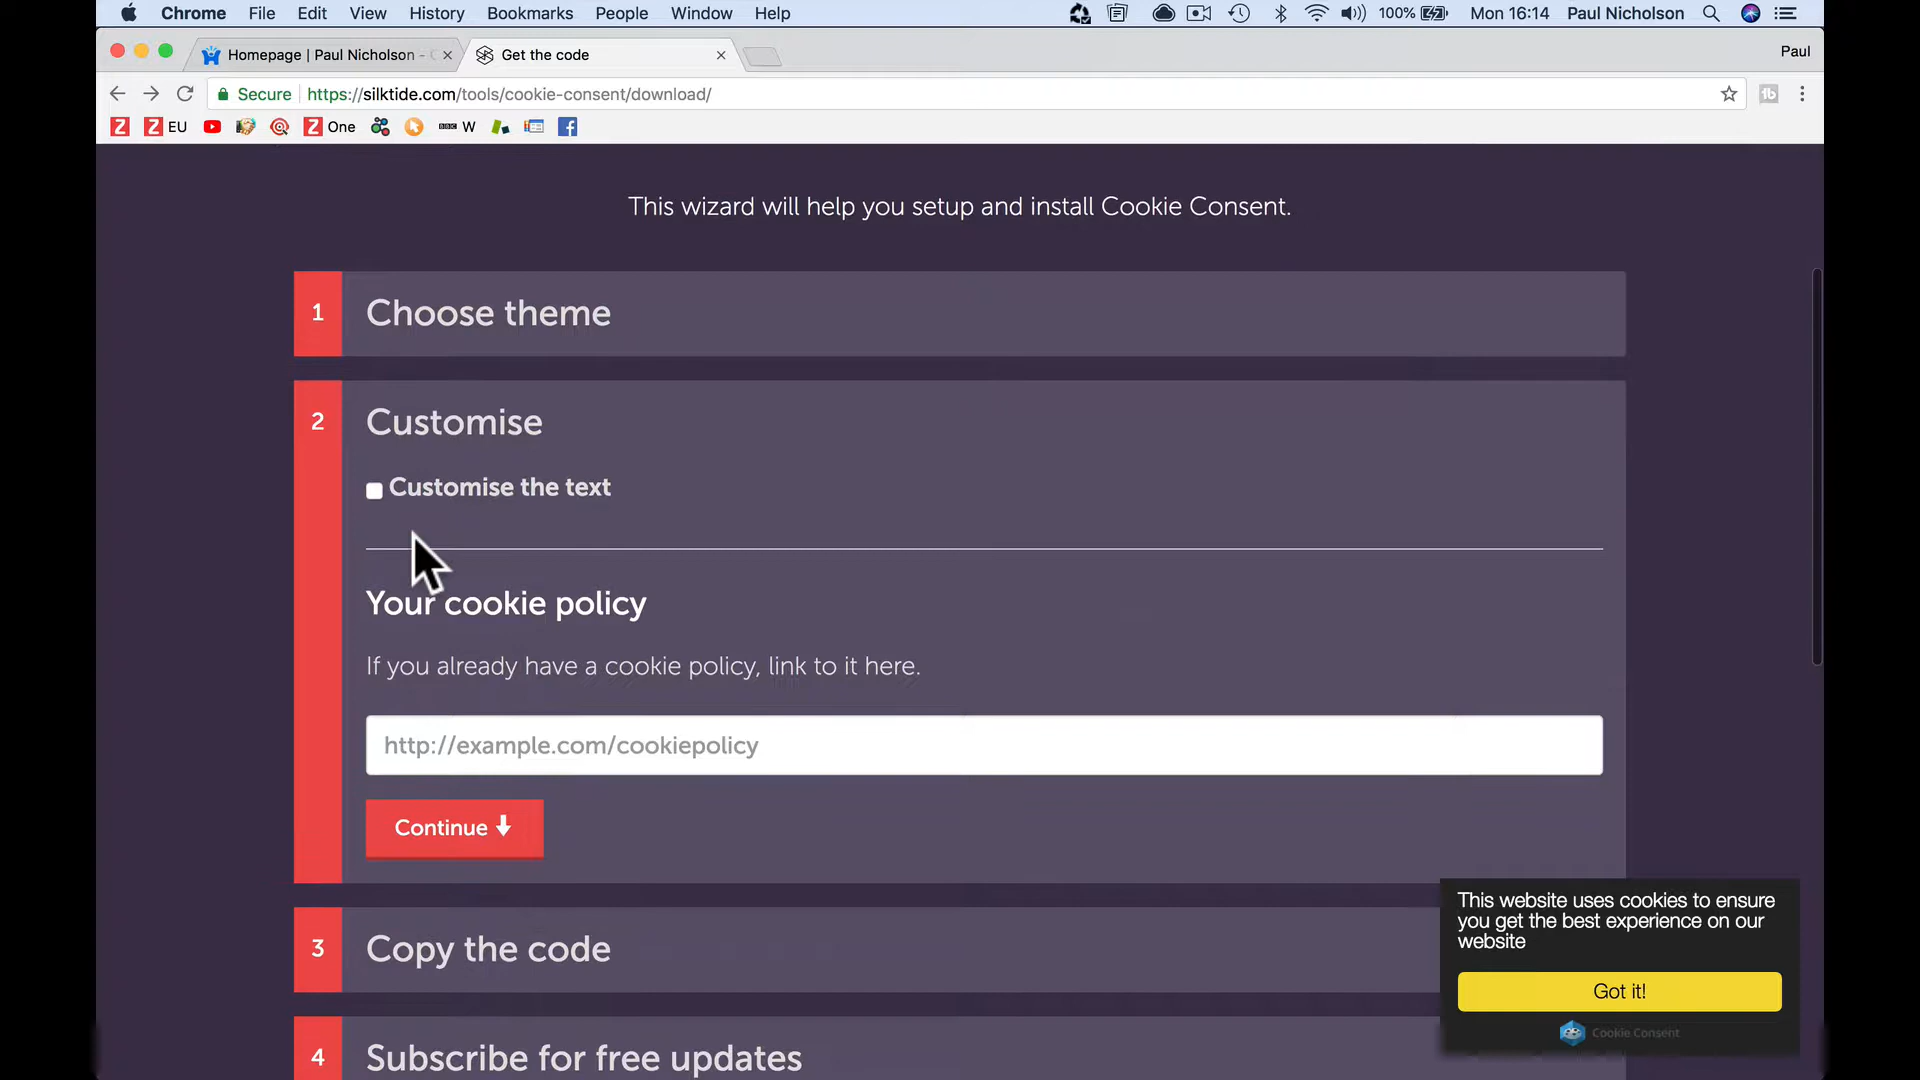 Chrome File Edit View History Bookmarks People Window Help 100% Mon 16:14 Paul Nicholson
Homepage | Paul Nicholson - Get the code Paul
Secure https://silktide.com/tools/cookie-consent/download/
Z Z EU Z One BBC W
This wizard will help you setup and install Cookie Consent.
1 Choose theme
2 Customise
Customise the text
Your cookie policy
If you already have a cookie policy, link to it here.
http://example.com/cookiepolicy
Continue
3 Copy the code
4 Subscribe for free updates
This website uses cookies to ensure
you get the best experience on our
website
Got it!
Cookie Consent